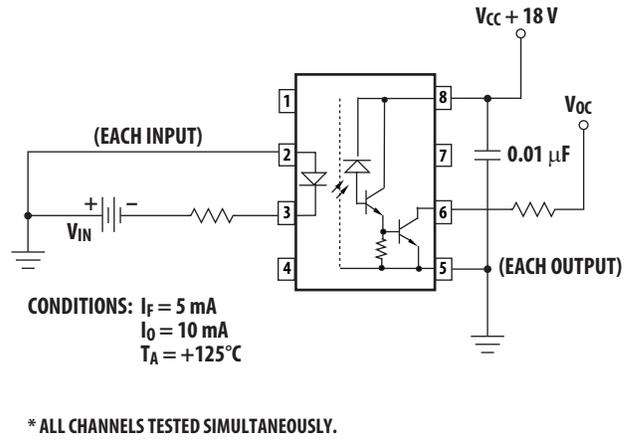 VCC + 18 V
VOC
(EACH INPUT)
1
2
3
4
8
7
6
5
0.01 μF
+
−
VIN
(EACH OUTPUT)
CONDITIONS: IF = 5 mA
IO = 10 mA
TA = +125°C
* ALL CHANNELS TESTED SIMULTANEOUSLY.